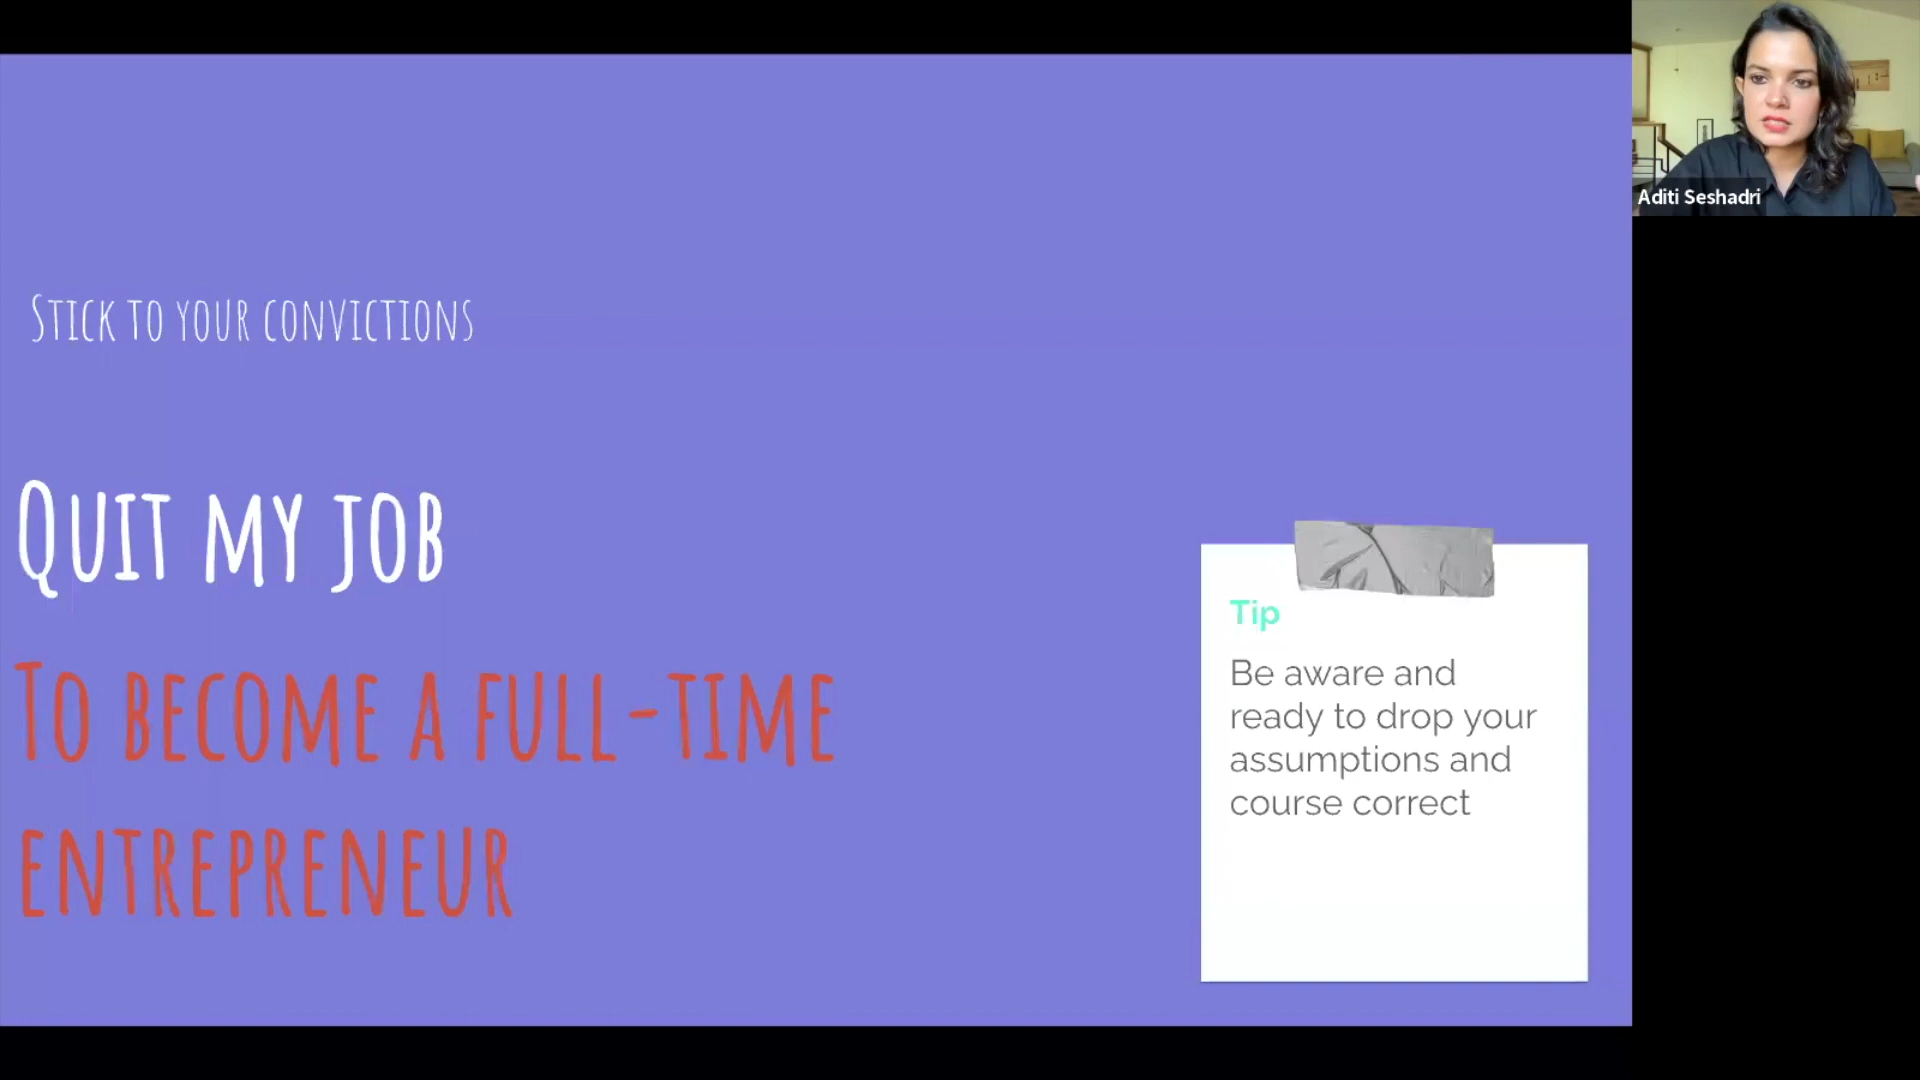 Stick to your convictions
Quit my job
To become a full-time
entrepreneur
Tip
Be aware and
ready to drop your
assumptions and
course correct
Aditi Seshadri